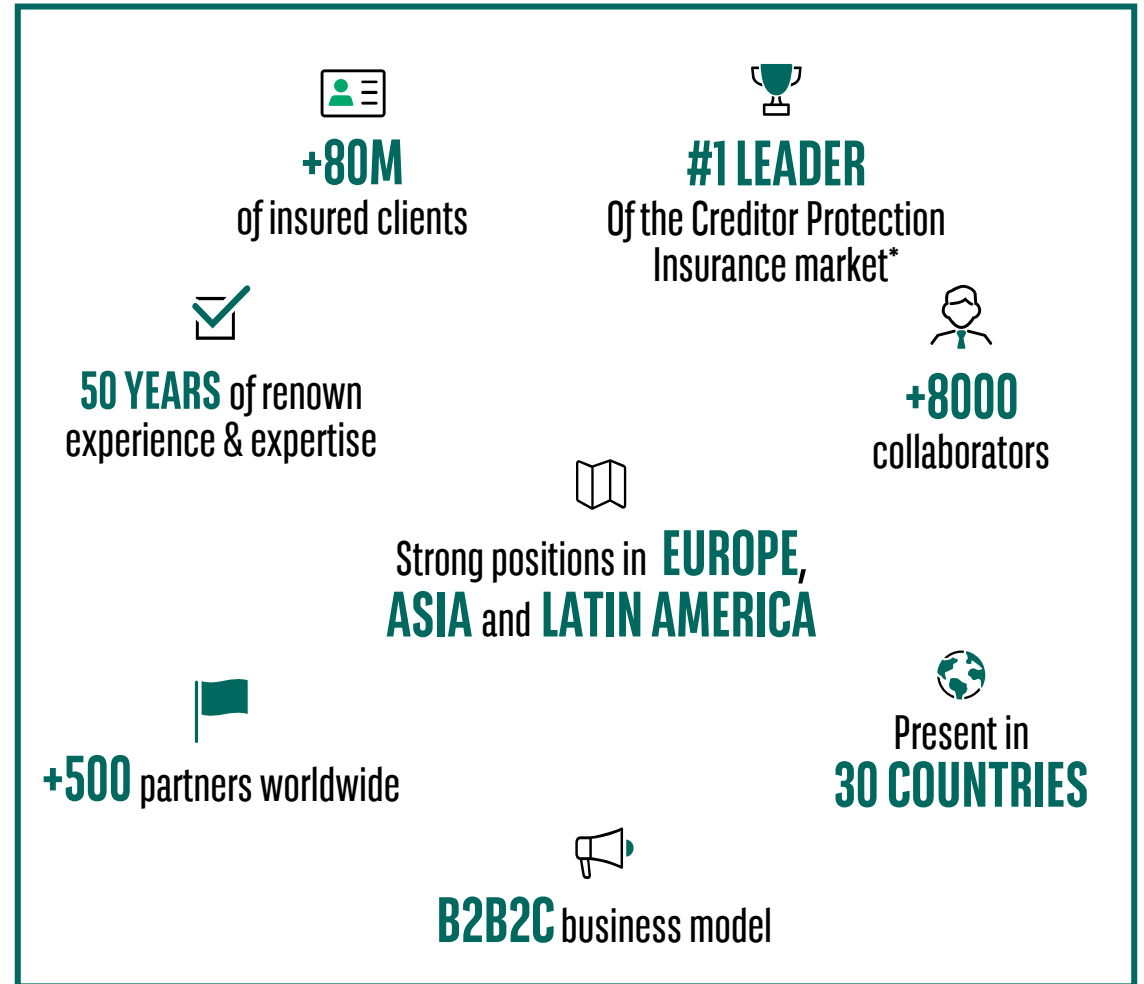 +80M
of insured clients
#1 LEADER
Of the Creditor Protection
Insurance market*
50 YEARS of renown
experience & expertise
+8000
collaborators
Strong positions in EUROPE,
ASIA and LATIN AMERICA
+500 partners worldwide
Present in
30 COUNTRIES
B2B2C business model